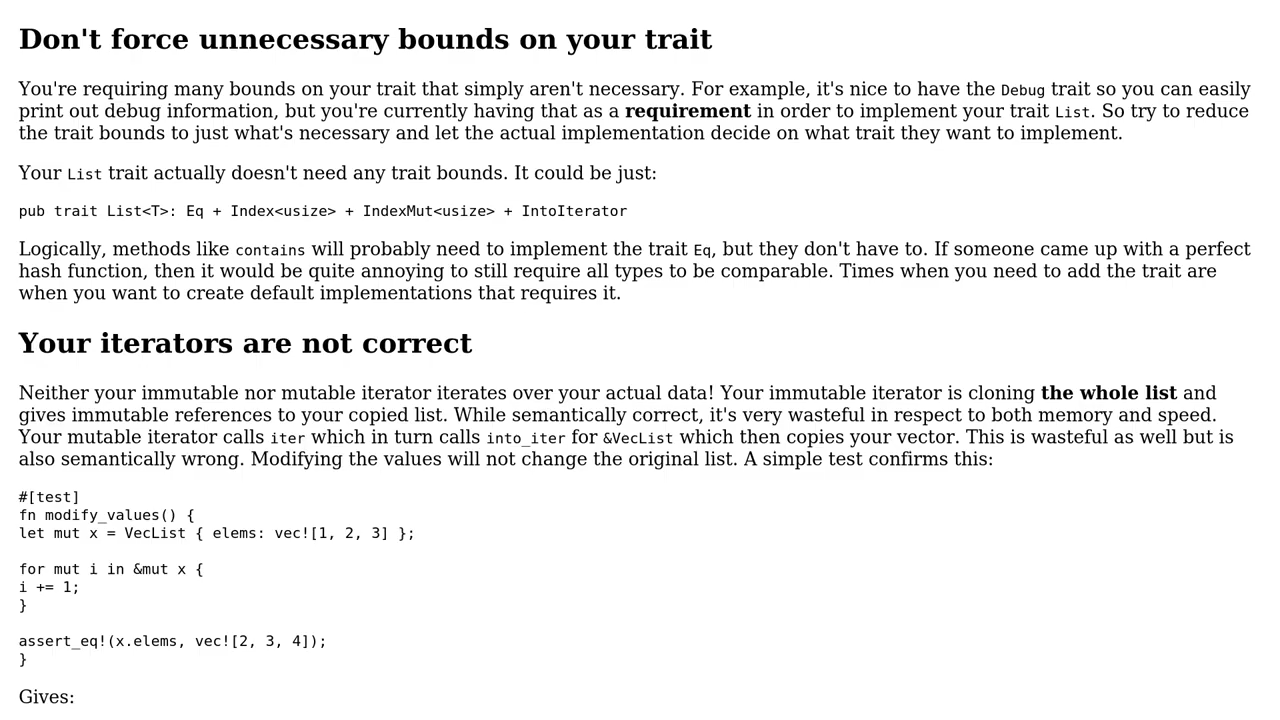 Don't force unnecessary bounds on your trait
You're requiring many bounds on your trait that simply aren't necessary. For example, it's nice to have the Debug trait so you can easily
print out debug information, but you're currently having that as a requirement in order to implement your trait List. So try to reduce
the trait bounds to just what's necessary and let the actual implementation decide on what trait they want to implement.
Your List trait actually doesn't need any trait bounds. It could be just:
pub trait List<T>: Eq + Index<usize> + IndexMut<usize> + IntoIterator
Logically, methods like contains will probably need to implement the trait Eq, but they don't have to. If someone came up with a perfect
hash function, then it would be quite annoying to still require all types to be comparable. Times when you need to add the trait are
when you want to create default implementations that requires it.
Your iterators are not correct
Neither your immutable nor mutable iterator iterates over your actual data! Your immutable iterator is cloning the whole list and
gives immutable references to your copied list. While semantically correct, it's very wasteful in respect to both memory and speed.
Your mutable iterator calls iter which in turn calls into_iter for &VecList which then copies your vector. This is wasteful as well but is
also semantically wrong. Modifying the values will not change the original list. A simple test confirms this:
#[test]
fn modify_values() {
let mut x = VecList { elems: vec![1, 2, 3] };
for mut i in &mut x {
i += 1;
}
assert_eq!(x.elems, vec![2, 3, 4]);
}
Gives: